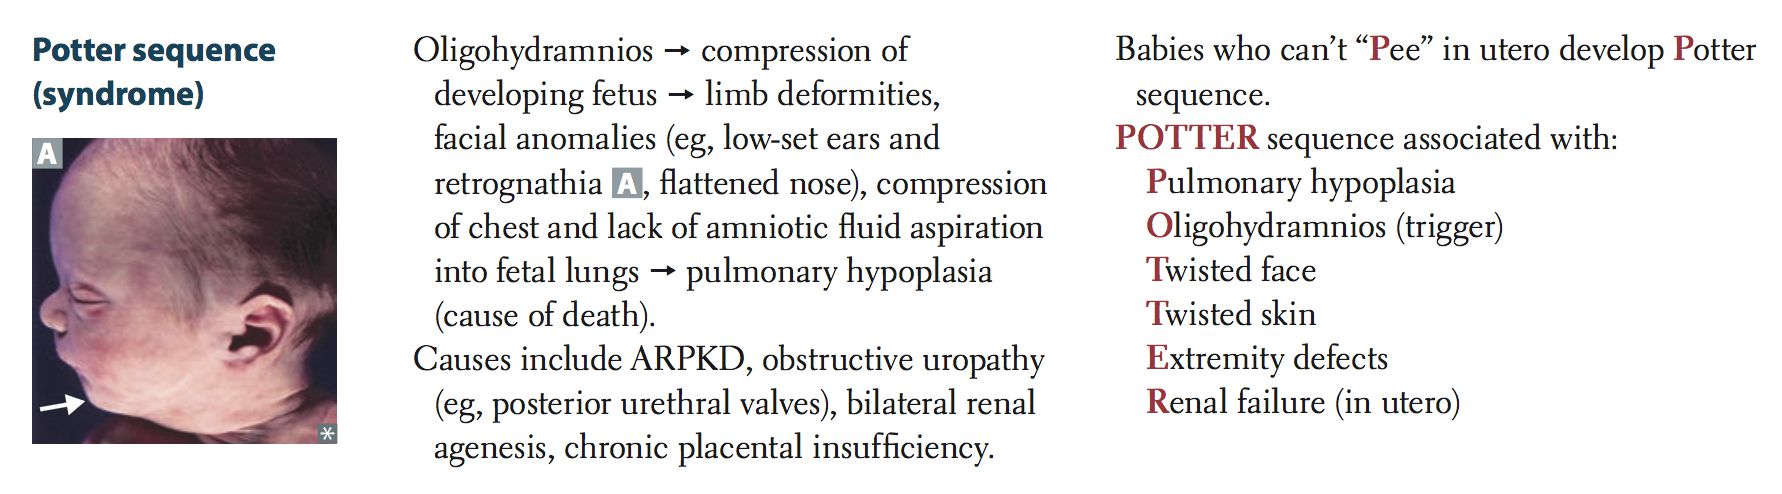 Potter sequence
(syndrome)
A
*
Oligohydramnios → compression of
developing fetus → limb deformities,
facial anomalies (eg, low-set ears and
retrognathia A, flattened nose), compression
of chest and lack of amniotic fluid aspiration
into fetal lungs → pulmonary hypoplasia
(cause of death).
Causes include ARPKD, obstructive uropathy
(eg, posterior urethral valves), bilateral renal
agenesis, chronic placental insufficiency.
Babies who can’t “Pee” in utero develop Potter
sequence.
POTTER sequence associated with:
Pulmonary hypoplasia
Oligohydramnios (trigger)
Twisted face
Twisted skin
Extremity defects
Renal failure (in utero)